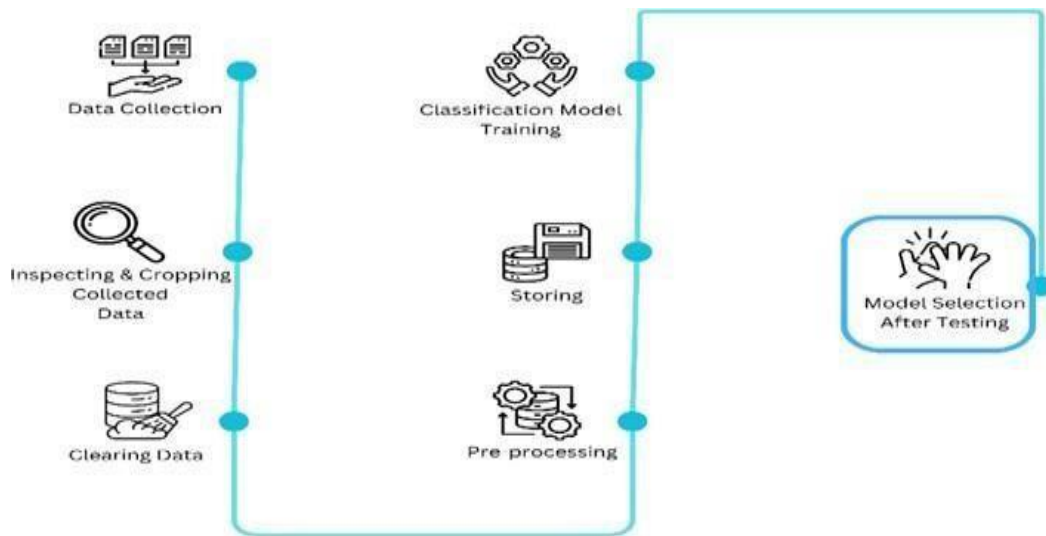 Data Collection
Inspecting & Cropping
Collected
Data
Clearing Data
Pre processing
Storing
Classification Model
Training
Model Selection
After Testing